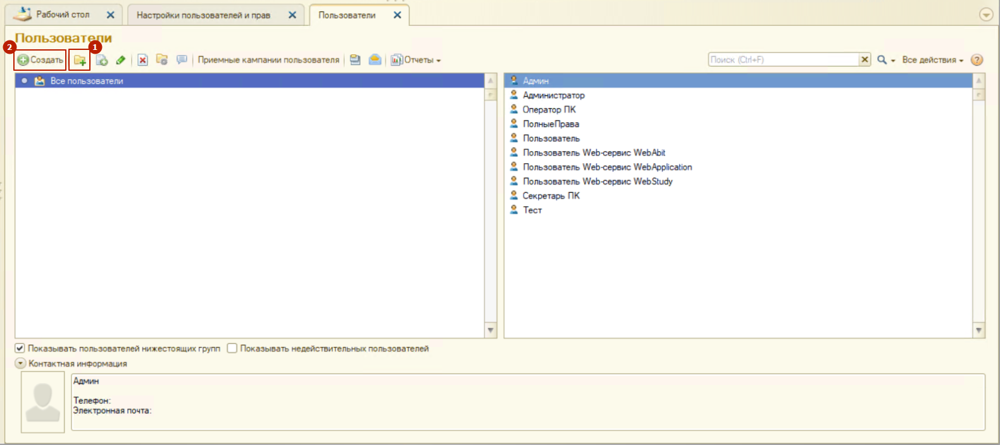 Рабочий стол
Настройки пользователей и прав
Пользователи
Пользователи
2
1
Создать
Приемные кампании пользователя
Отчеты
Поиск (Ctrl+F)
Все действия
?
Все пользователи
Админ
Администратор
Оператор ПК
ПолныеПрава
Пользователь
Пользователь Web-сервис WebAbit
Пользователь Web-сервис WebApplication
Пользователь Web-сервис WebStudy
Секретарь ПК
Тест
Показывать пользователей нижестоящих групп
Показывать недействительных пользователей
Контактная информация
Админ
Телефон:
Электронная почта: